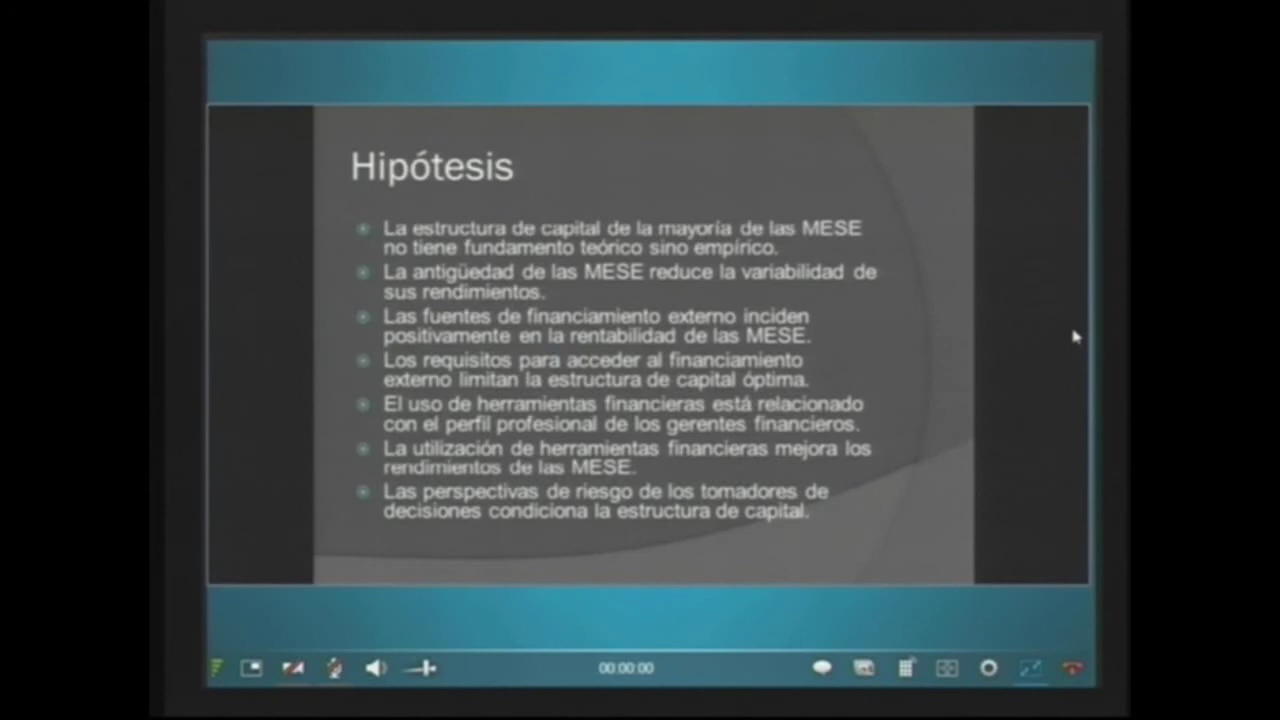 Hipótesis
La estructura de capital de la mayoría de las MESE
no tiene fundamento teórico sino empírico.
La antigüedad de las MESE reduce la variabilidad de
sus rendimientos.
Las fuentes de financiamiento externo inciden
positivamente en la rentabilidad de las MESE.
Los requisitos para acceder al financiamiento
externo limitan la estructura de capital óptima.
El uso de herramientas financieras está relacionado
con el perfil profesional de los gerentes financieros.
La utilización de herramientas financieras mejora los
rendimientos de las MESE.
Las perspectivas de riesgo de los tomadores de
decisiones condiciona la estructura de capital.
00:00:00